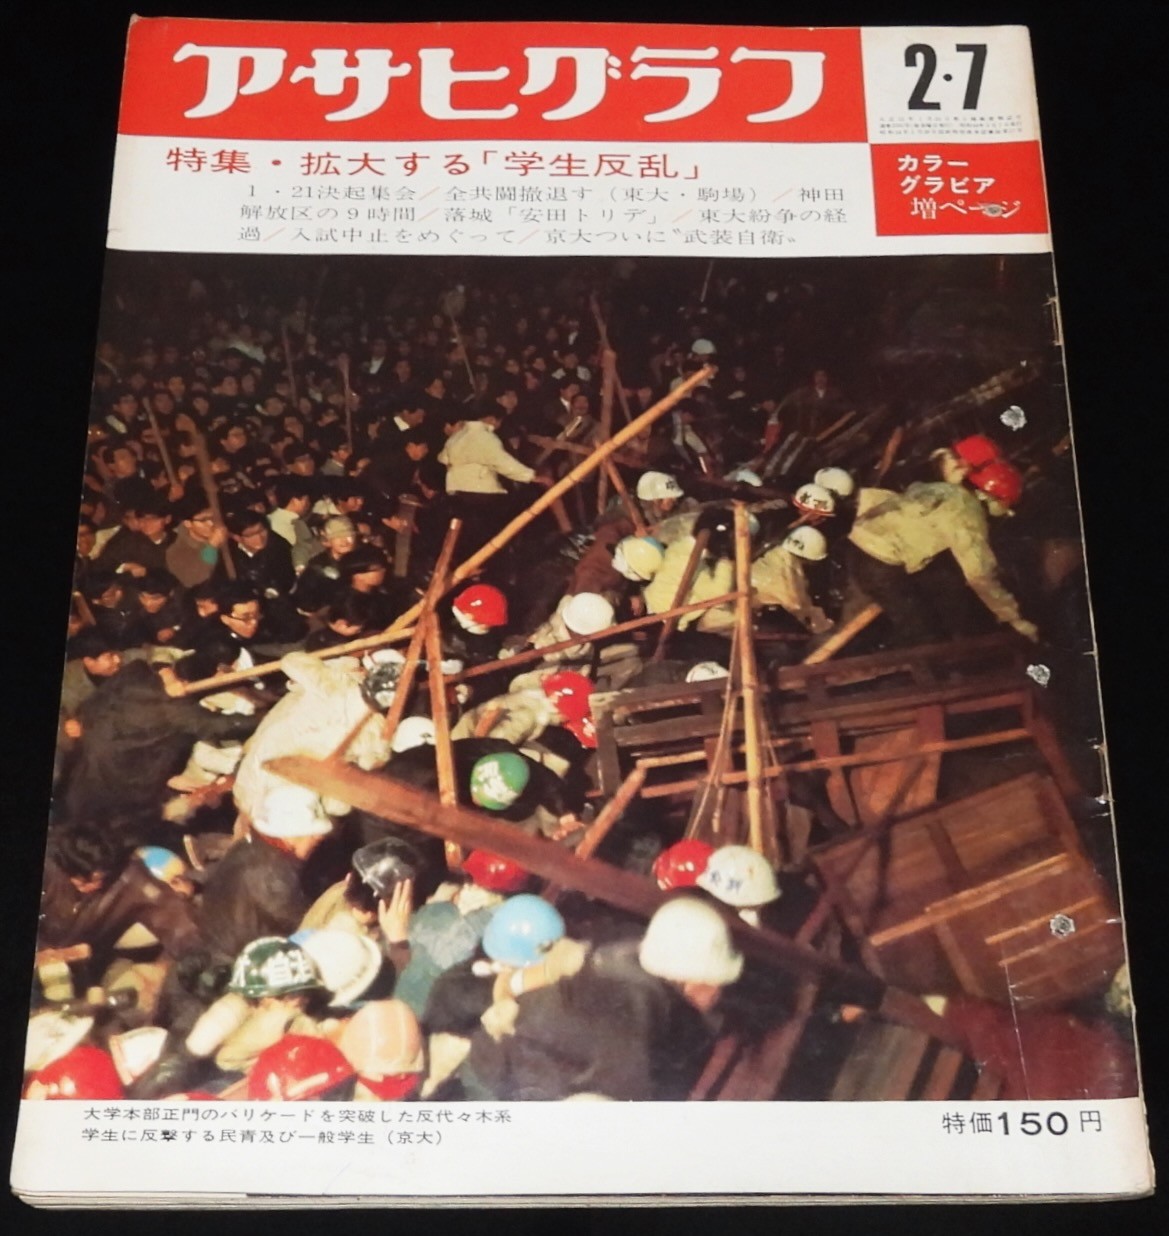 アサヒグラフ
2・7
特集・拡大する「学生反乱」
1・21決起集会/全共闘撤退す（東大・駒場）/神田
解放区の9時間/落城「安田トリデ」/東大紛争の経
過/入試中止をめぐって/京大ついに〝武装自衛〟
カラー
グラビア
増ページ
大学本部正門のバリケードを突破した反代々木系
学生に反撃する民青及び一般学生（京大）
特価150円